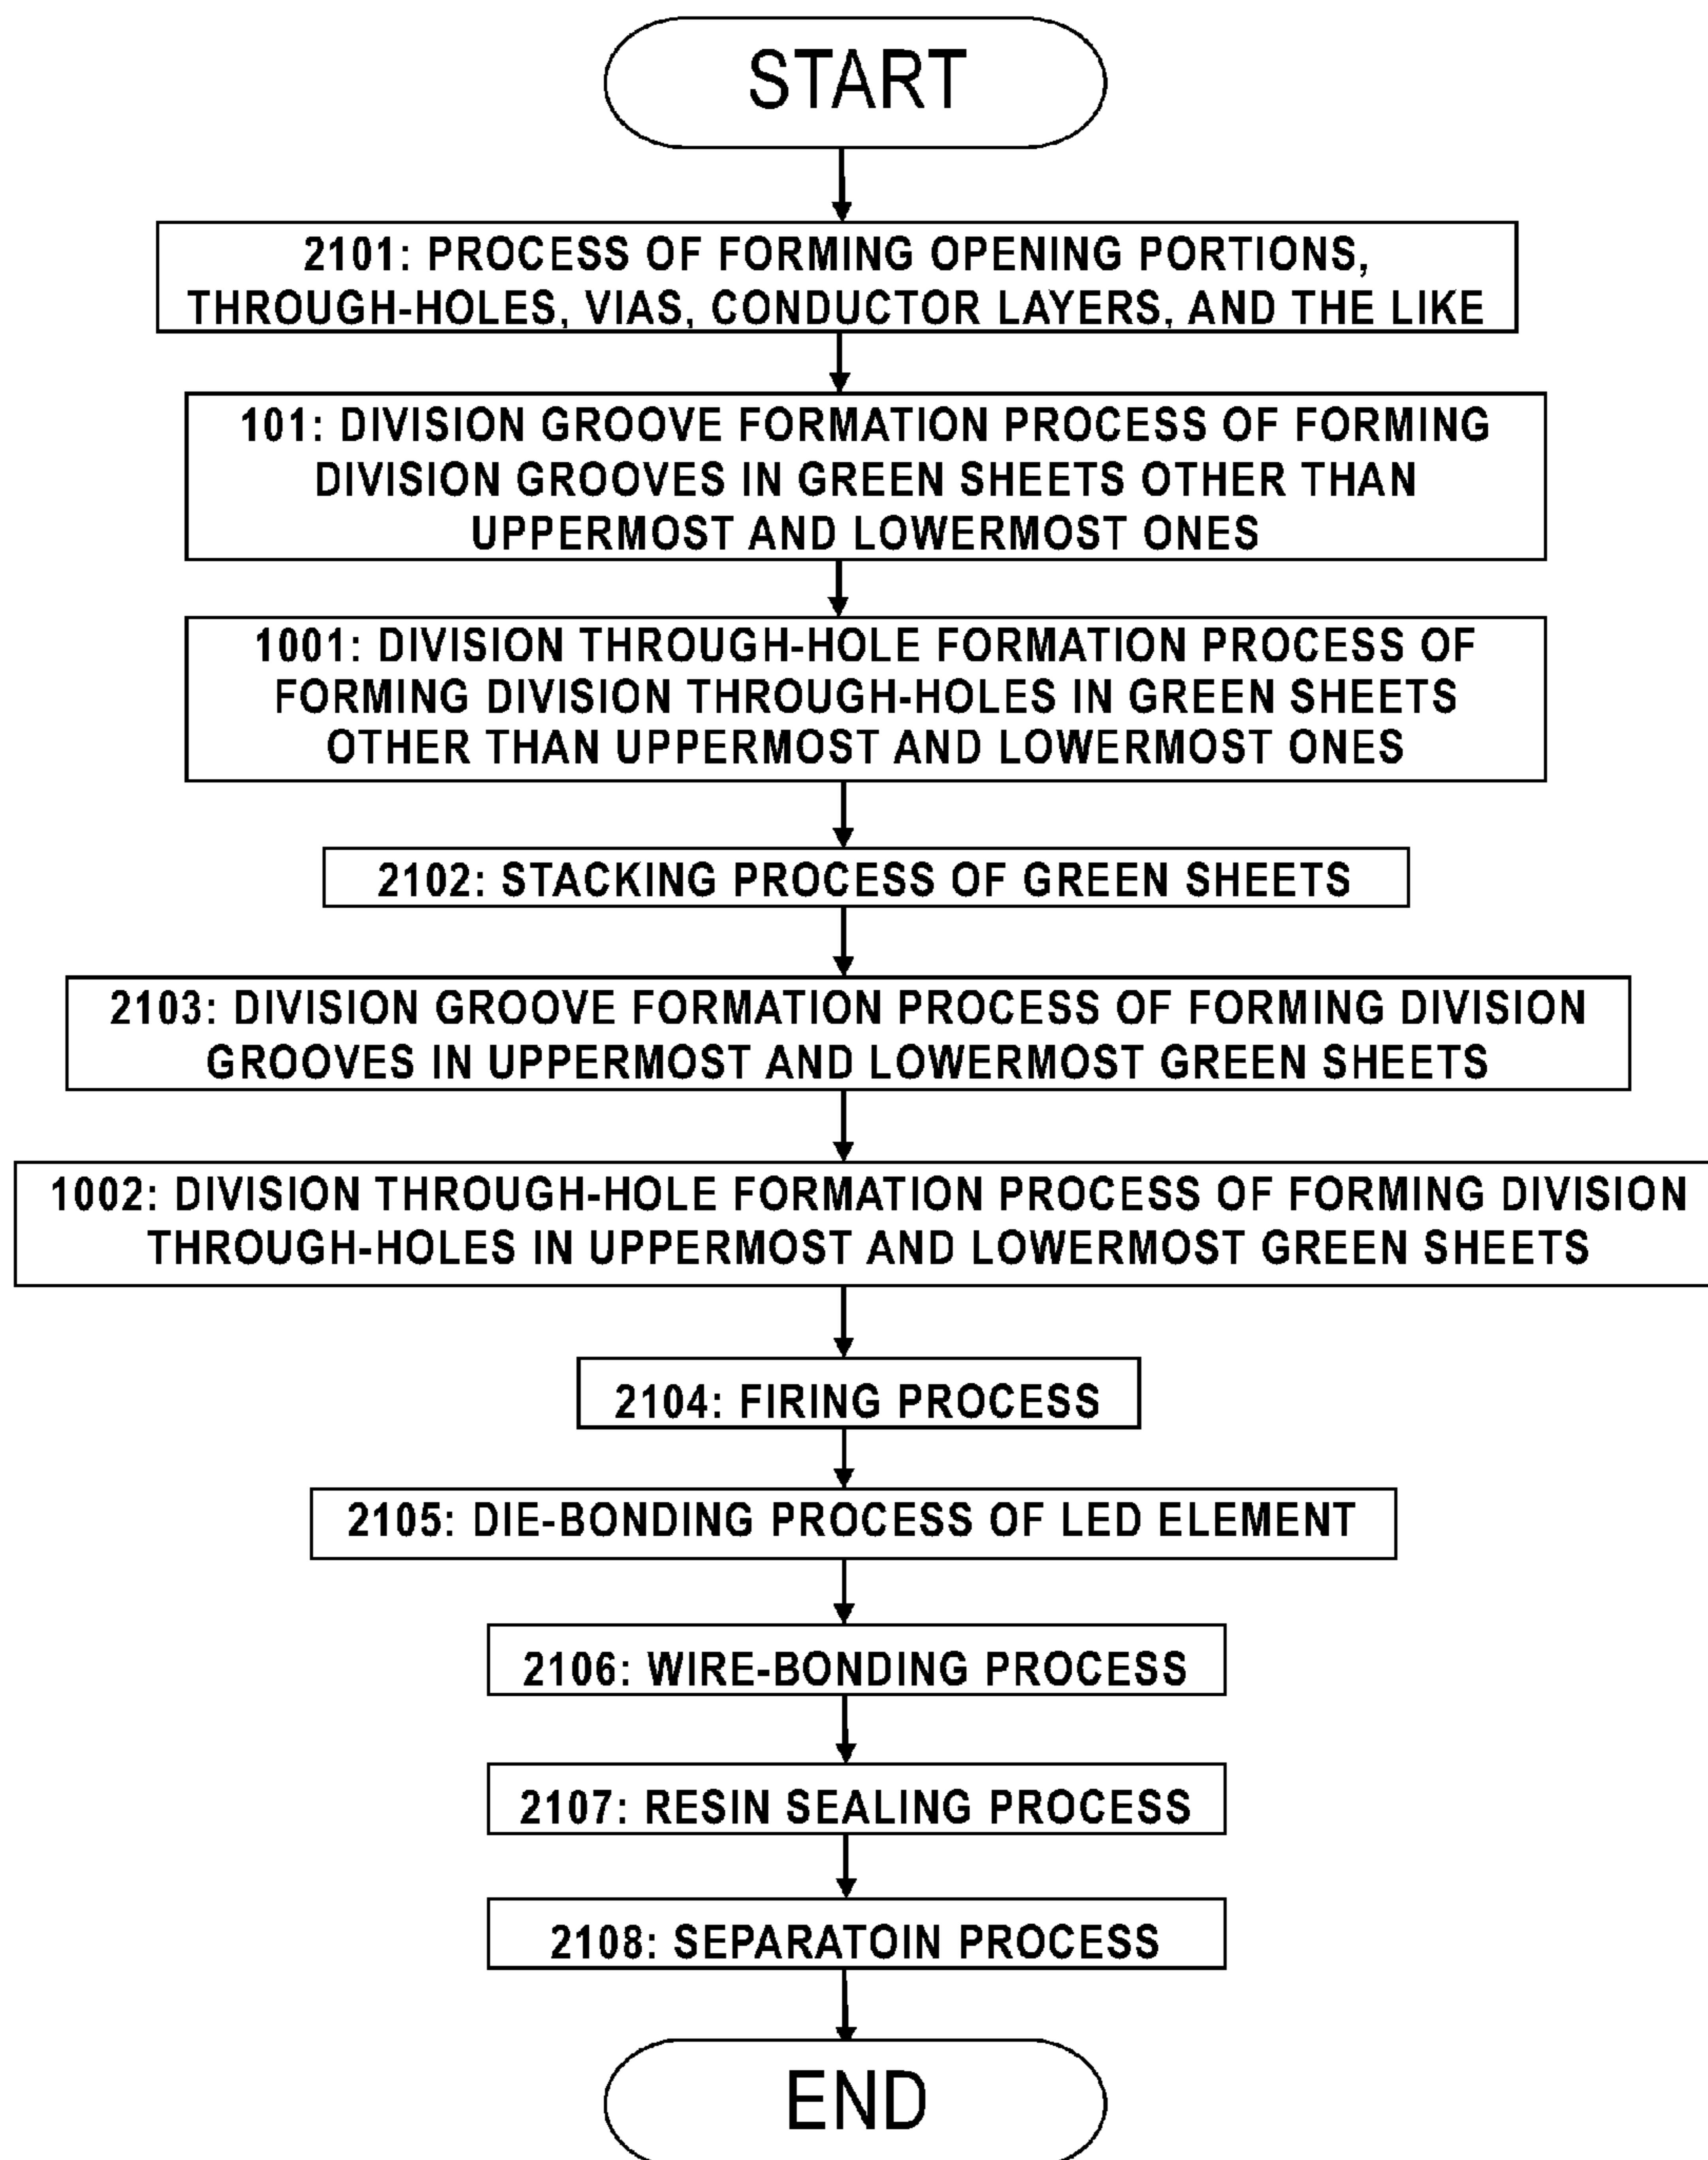 START
2101: PROCESS OF FORMING OPENING PORTIONS,
THROUGH-HOLES, VIAS, CONDUCTOR LAYERS, AND THE LIKE
101: DIVISION GROOVE FORMATION PROCESS OF FORMING
DIVISION GROOVES IN GREEN SHEETS OTHER THAN
UPPERMOST AND LOWERMOST ONES
1001: DIVISION THROUGH-HOLE FORMATION PROCESS OF
FORMING DIVISION THROUGH-HOLES IN GREEN SHEETS
OTHER THAN UPPERMOST AND LOWERMOST ONES
2102: STACKING PROCESS OF GREEN SHEETS
2103: DIVISION GROOVE FORMATION PROCESS OF FORMING DIVISION
GROOVES IN UPPERMOST AND LOWERMOST GREEN SHEETS
1002: DIVISION THROUGH-HOLE FORMATION PROCESS OF FORMING DIVISION
THROUGH-HOLES IN UPPERMOST AND LOWERMOST GREEN SHEETS
2104: FIRING PROCESS
2105: DIE-BONDING PROCESS OF LED ELEMENT
2106: WIRE-BONDING PROCESS
2107: RESIN SEALING PROCESS
2108: SEPARATOIN PROCESS
END